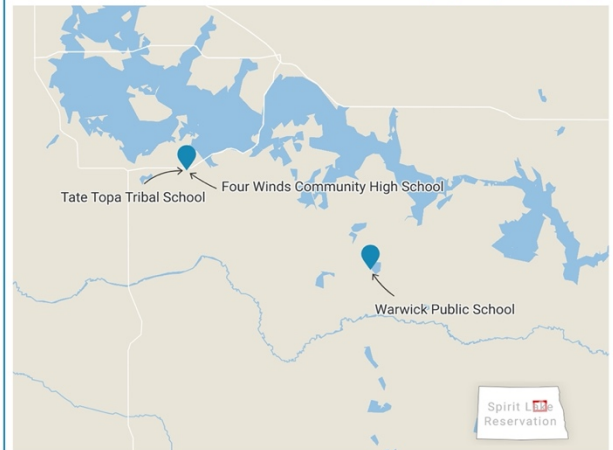 Four Winds Community High School
Tate Topa Tribal School
Warwick Public School
Spirit Lake
Reservation